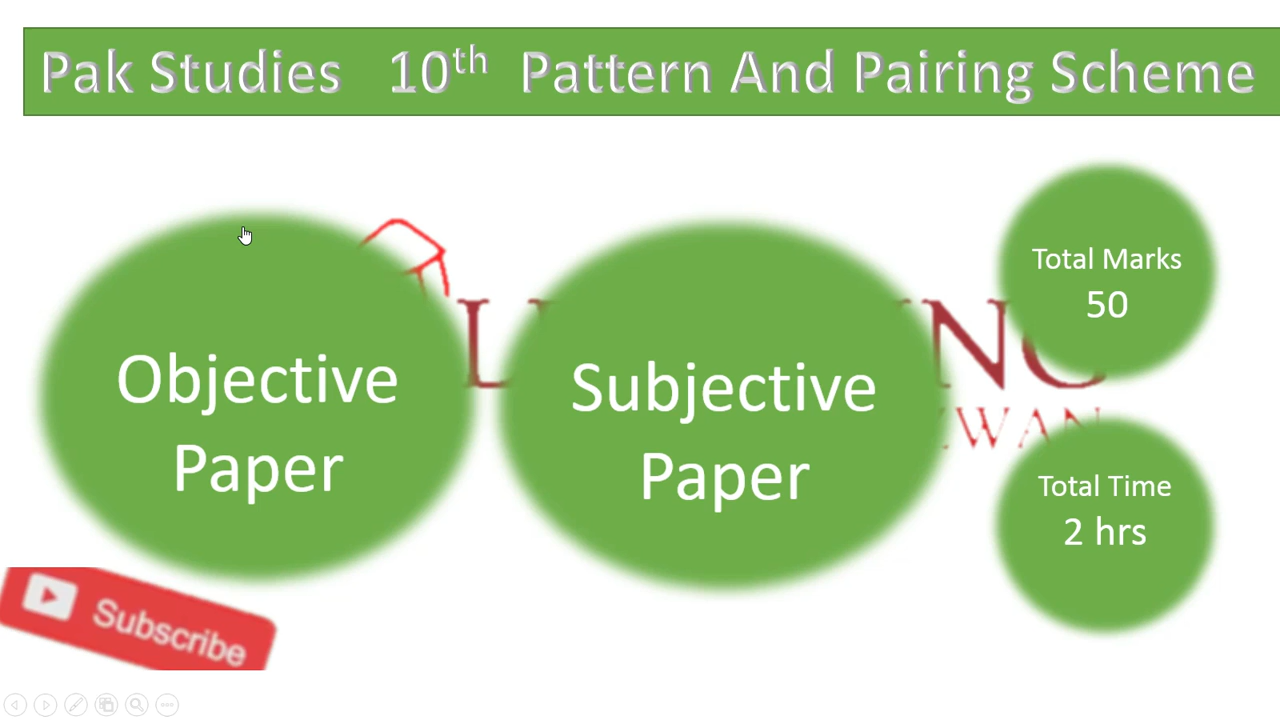 Pak Studies 10th Pattern And Pairing Scheme
Objective
Paper
Subjective
Paper
Total Marks
50
Total Time
2 hrs
Subscribe